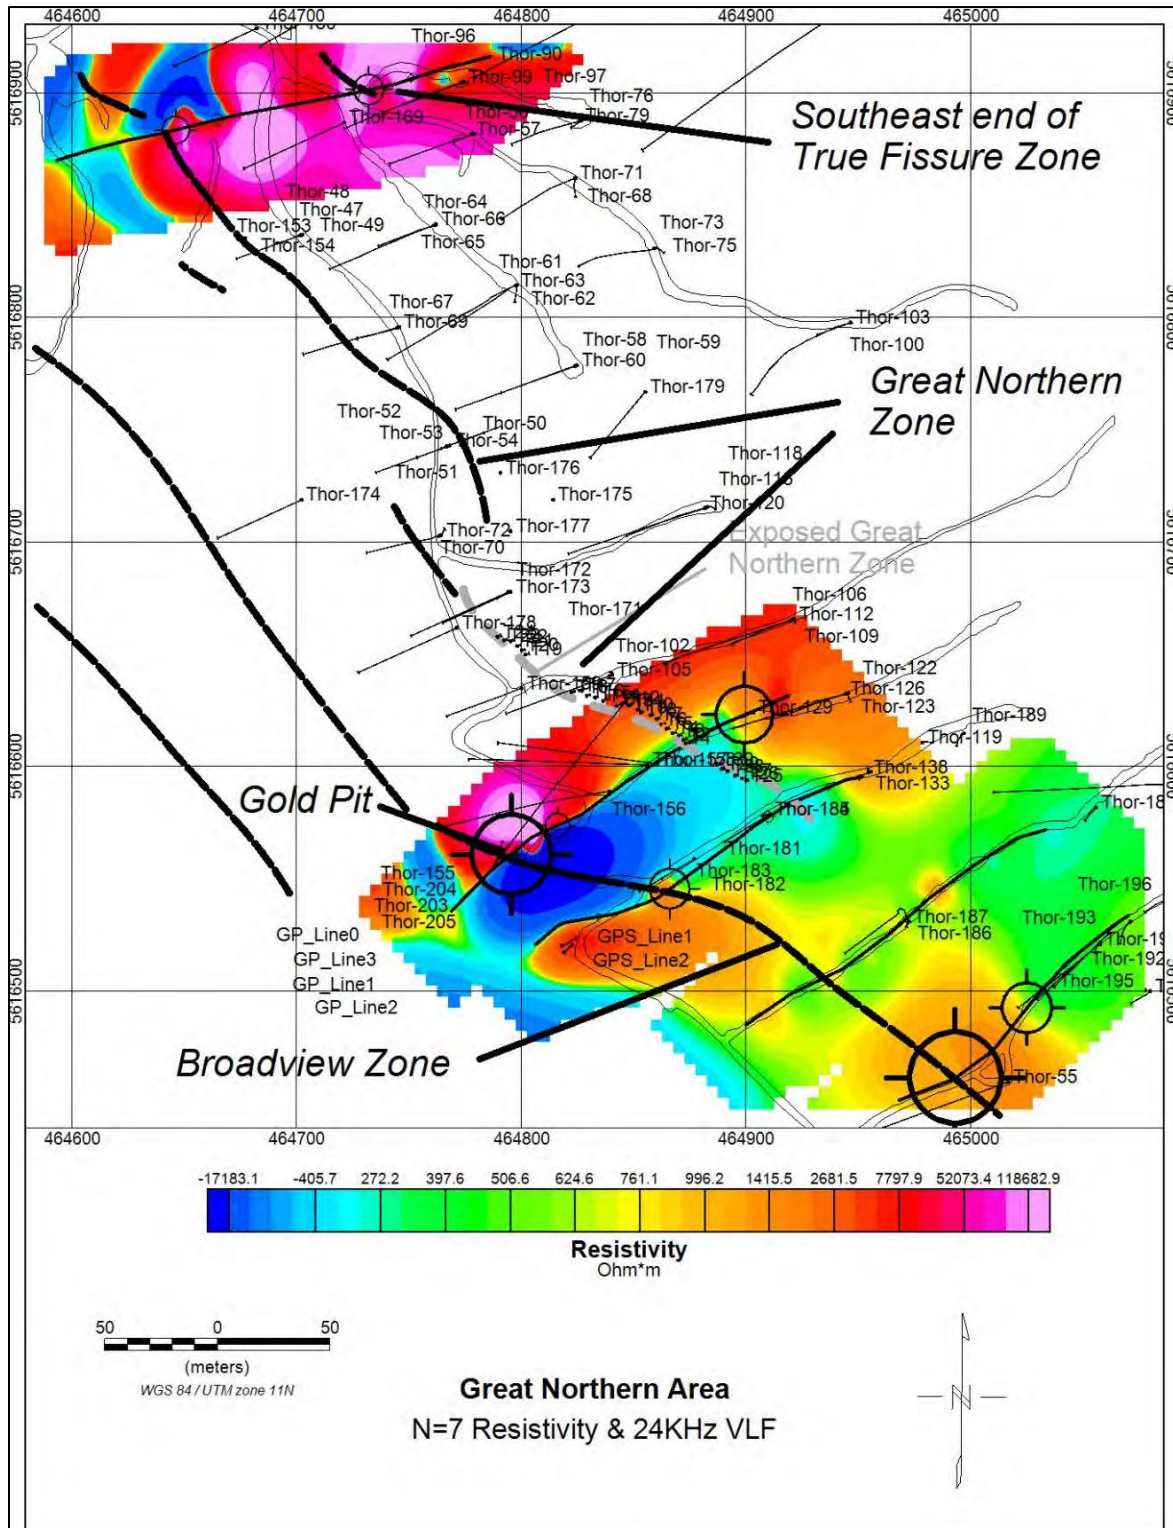 464600 464700 464800 464900 465000
Thor-96
Thor-90
Thor-99
Thor-97
5616900
Thor-76
Thor-79
Thor-169
Thor-57
Southeast end of
True Fissure Zone
Thor-71
Thor-68
Thor-48
Thor-47
Thor-64
Thor-153
Thor-49
Thor-66
Thor-73
Thor-154
Thor-65
Thor-75
Thor-61
Thor-63
Thor-62
Thor-67
5616800
Thor-69
Thor-103
Thor-58
Thor-59
Thor-100
Thor-60
Thor-179
Great Northern
Zone
Thor-52
Thor-50
Thor-53
Thor-54
Thor-118
Thor-51
Thor-176
Thor-174
Thor-175
Thor-120
5616700
Thor-72
Thor-177
Exposed Great
Northern Zone
Thor-70
Thor-172
Thor-173
Thor-106
Thor-171
Thor-112
Thor-178
Thor-109
Thor-102
Thor-105
Thor-122
Thor-126
Thor-129
Thor-123
Thor-189
Thor-119
5616600
Thor-138
Thor-133
Gold Pit
Thor-156
Thor-181
Thor-155
Thor-183
Thor-204
Thor-182
Thor-196
Thor-203
Thor-205
Thor-187
Thor-193
GP_Line0
GPS_Line1
Thor-186
GP_Line3
GPS_Line2
Thor-192
GP_Line1
Thor-195
5616500
GP_Line2
Broadview Zone
Thor-55
464600 464700 464800 464900 465000
-17183.1 -405.7 272.2 397.6 506.6 624.6 761.1 996.2 1415.5 2681.5 7797.9 52073.4 118682.9
Resistivity
Ohm*m
50 0 50
(meters)
WGS 84 / UTM zone 11N
Great Northern Area
N=7 Resistivity & 24KHz VLF
N